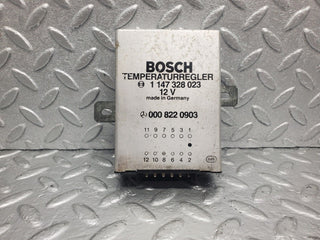 BOSCH
TEMPERATURREGLER
1 147 328 023
12 V
made in Germany
000 822 0903
11 9 7 5 3 1
12 10 8 6 4 2